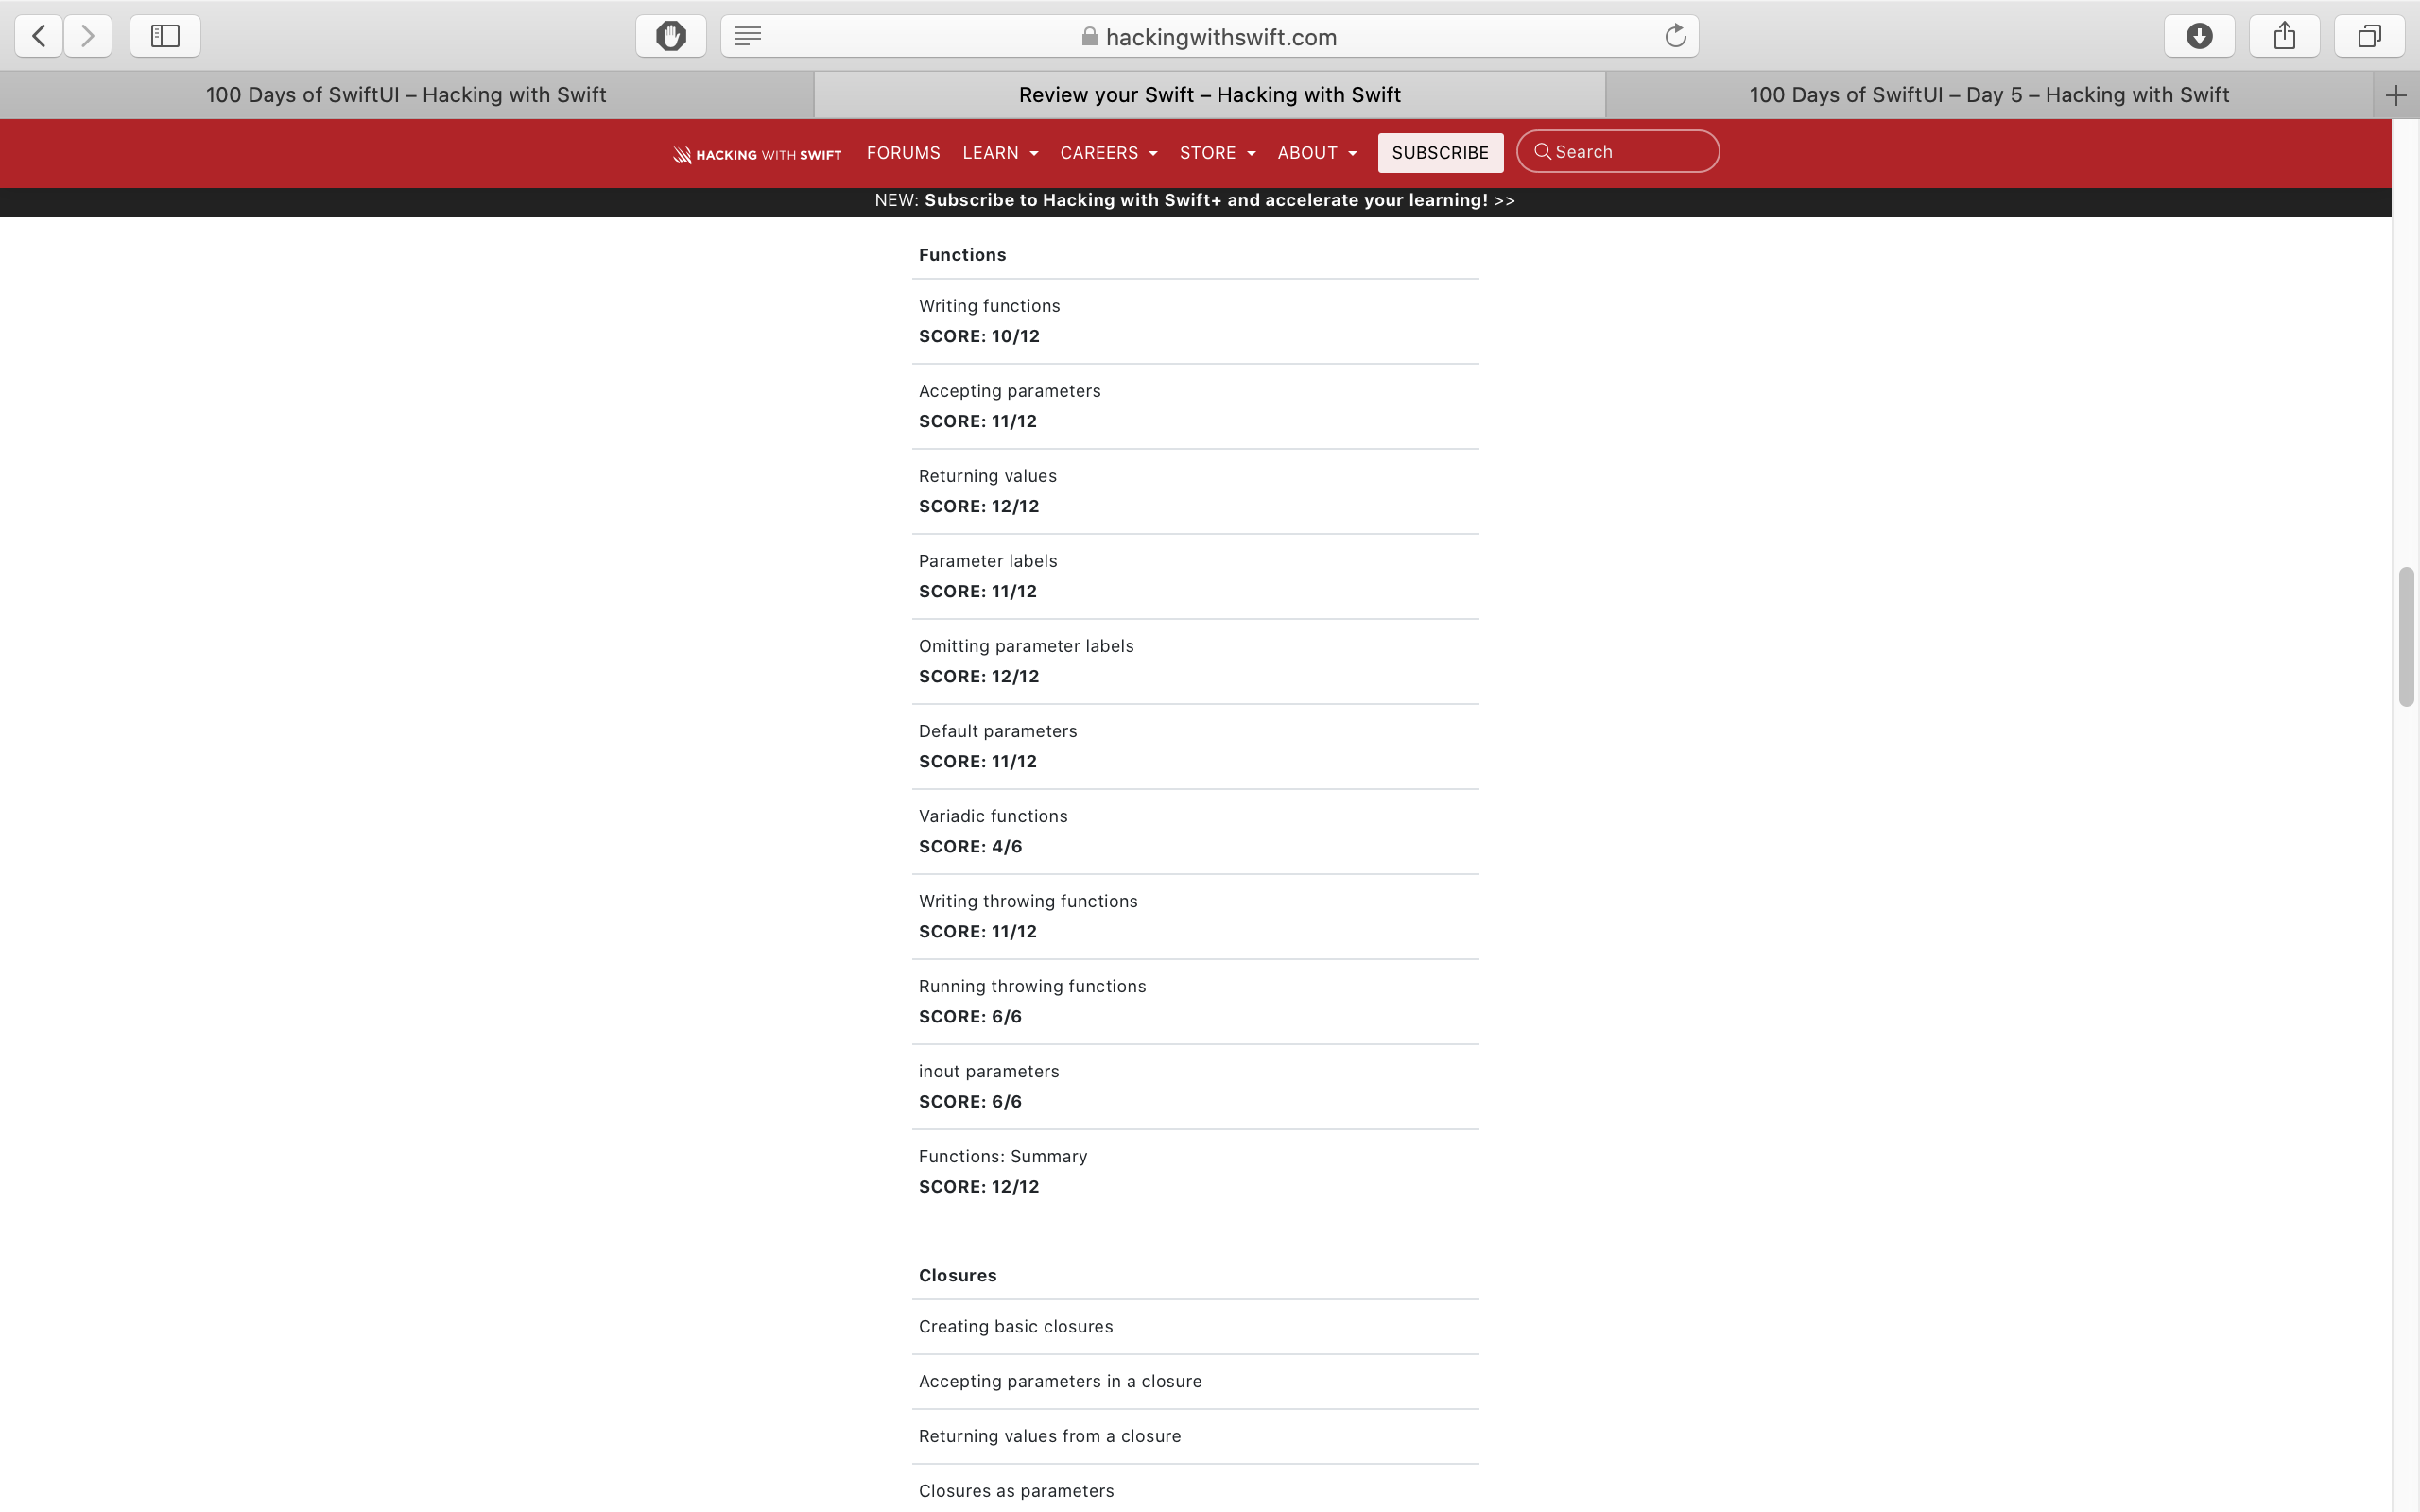 hackingwithswift.com
100 Days of SwiftUI – Hacking with Swift
Review your Swift – Hacking with Swift
100 Days of SwiftUI – Day 5 – Hacking with Swift
HACKING WITH SWIFT
FORUMS
LEARN
CAREERS
STORE
ABOUT
SUBSCRIBE
Search
NEW: Subscribe to Hacking with Swift+ and accelerate your learning! >>
Functions
Writing functions
SCORE: 10/12
Accepting parameters
SCORE: 11/12
Returning values
SCORE: 12/12
Parameter labels
SCORE: 11/12
Omitting parameter labels
SCORE: 12/12
Default parameters
SCORE: 11/12
Variadic functions
SCORE: 4/6
Writing throwing functions
SCORE: 11/12
Running throwing functions
SCORE: 6/6
inout parameters
SCORE: 6/6
Functions: Summary
SCORE: 12/12
Closures
Creating basic closures
Accepting parameters in a closure
Returning values from a closure
Closures as parameters